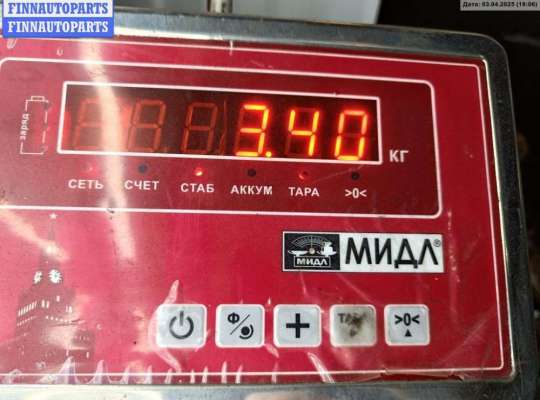 FINNAUTOPARTS
FINNAUTOPARTS
FINNAUTOPARTS
Дата: 03.04.2025 (16:06)
заряд
3.40
КГ
СЕТЬ СЧЕТ СТАБ АККУМ ТАРА >0<
МИДЛ МИДЛ®
Ф >0<